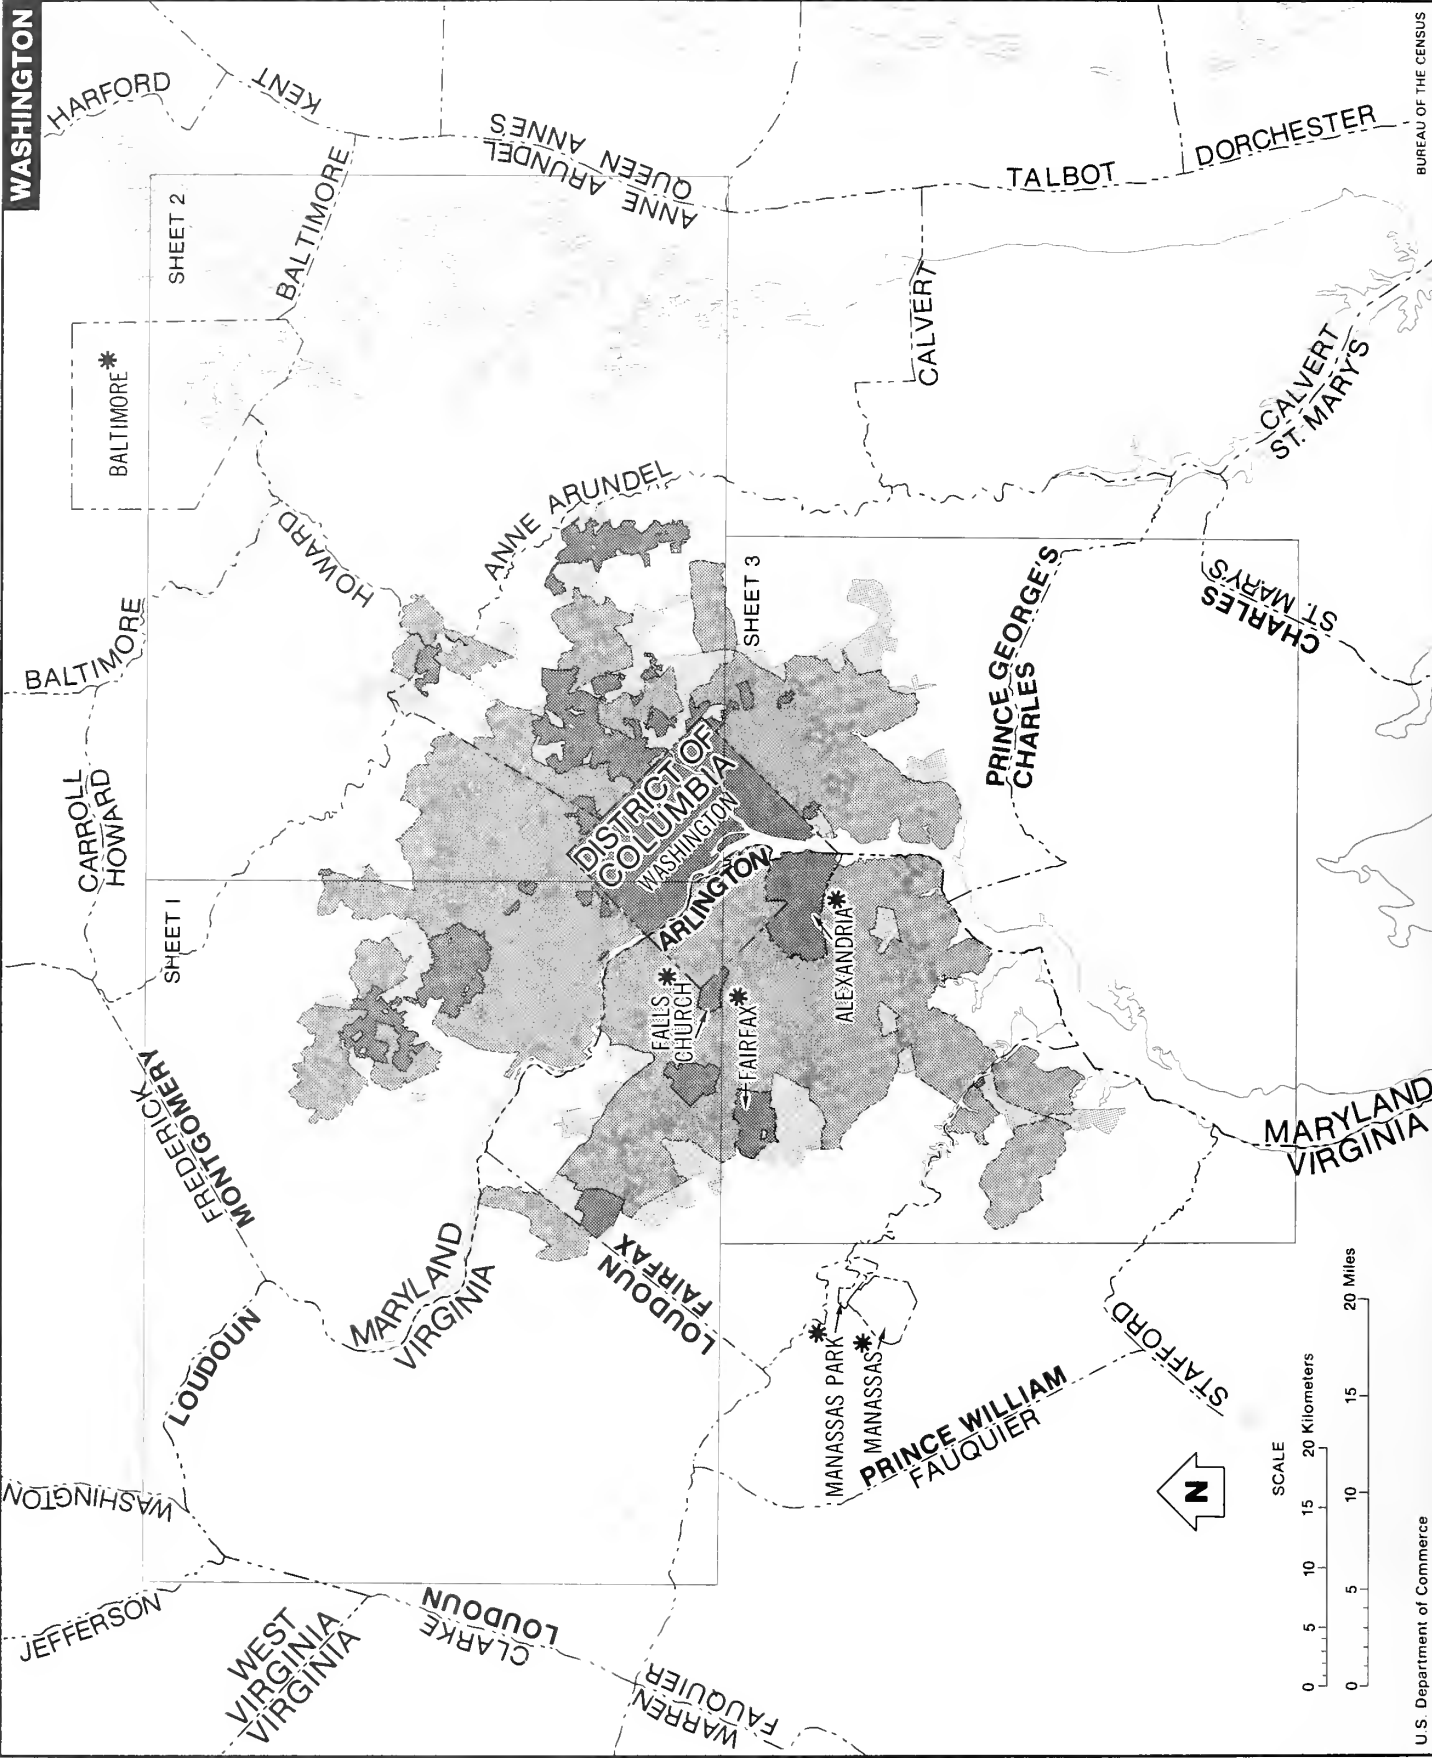 WASHINGTON
HARFORD
KENT
BALTIMORE
SHEET 2
ANNE ARUNDEL
QUEEN ANNES
TALBOT
DORCHESTER
BUREAU OF THE CENSUS
BALTIMORE*
CALVERT
CALVERT
ST. MARY'S
HOWARD
ANNE ARUNDEL
BALTIMORE
CARROLL
HOWARD
SHEET 3
PRINCE GEORGE'S
CHARLES
CHARLES
ST. MARY'S
DISTRICT OF
COLUMBIA
WASHINGTON
ARLINGTON
SHEET 1
FALLS
CHURCH*
FAIRFAX*
ALEXANDRIA*
FREDERICK
MONTGOMERY
MARYLAND
VIRGINIA
MARYLAND
VIRGINIA
LOUDOUN
FAIRFAX
LOUDOUN
MANASSAS PARK*
MANASSAS*
PRINCE WILLIAM
FAUQUIER
STAFFORD
WASHINGTON
JEFFERSON
WEST
VIRGINIA
VIRGINIA
CLARKE
LOUDOUN
WARREN
FAUQUIER
N
SCALE
0 5 10 15 20 Kilometers
0 5 10 15 20 Miles
U.S. Department of Commerce